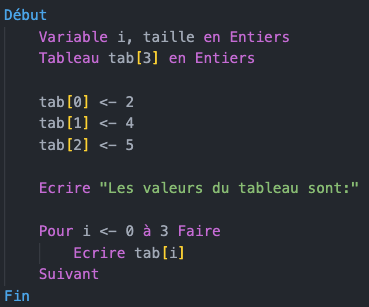 Début
Variable i, taille en Entiers
Tableau tab[3] en Entiers
tab[0] <- 2
tab[1] <- 4
tab[2] <- 5
Ecrire "Les valeurs du tableau sont:"
Pour i <- 0 à 3 Faire
Ecrire tab[i]
Suivant
Fin